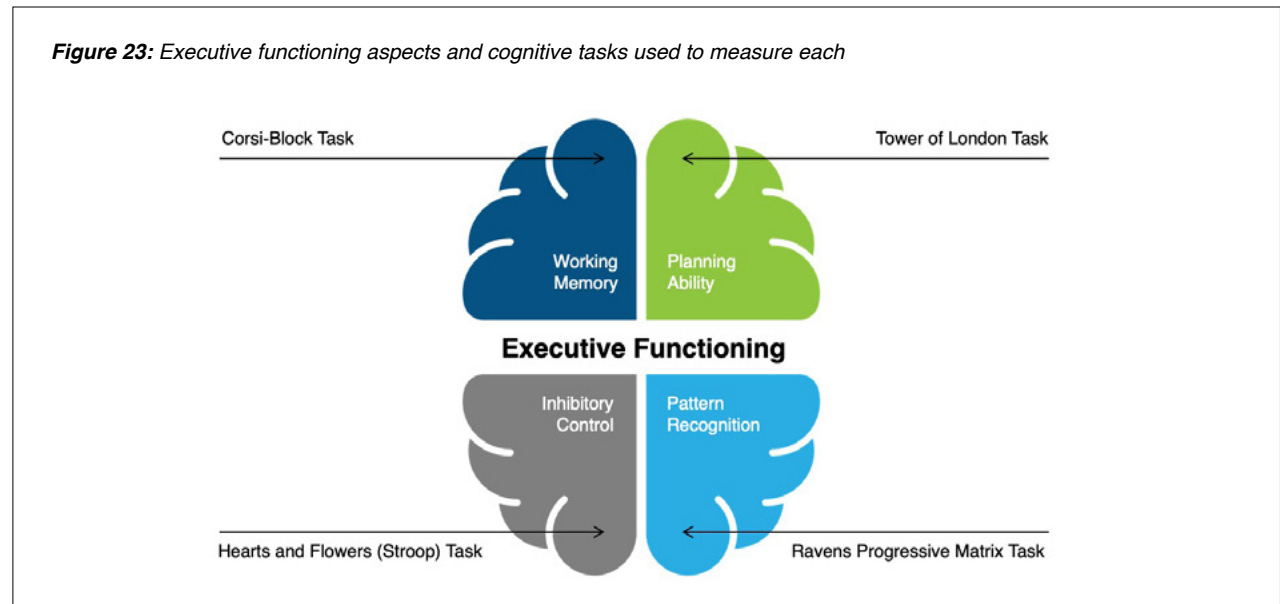 Figure 23: Executive functioning aspects and cognitive tasks used to measure each
Corsi-Block Task
Tower of London Task
Working
Memory
Planning
Ability
Executive Functioning
Inhibitory
Control
Pattern
Recognition
Hearts and Flowers (Stroop) Task
Ravens Progressive Matrix Task